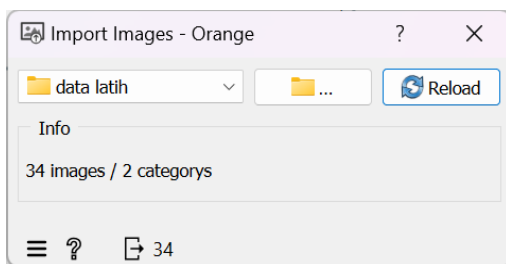 Import Images - Orange ? X
data latih ... Reload
Info
34 images / 2 categorys
? 34